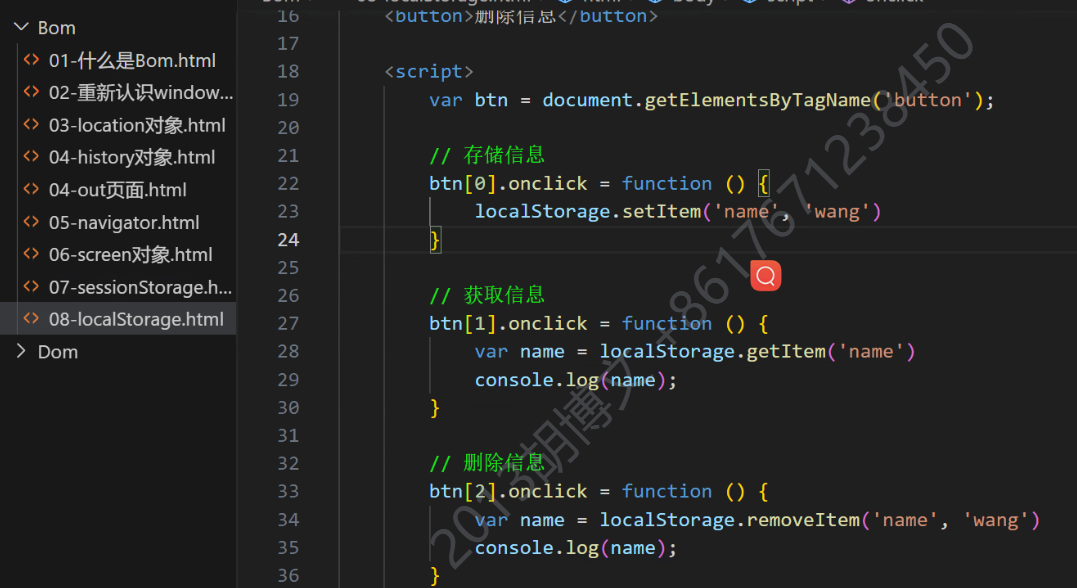 Bom
01-什么是Bom.html
02-重新认识window...
03-location对象.html
04-history对象.html
04-out页面.html
05-navigator.html
06-screen对象.html
07-sessionStorage.h...
08-localStorage.html
Dom
16 <button>删除信息</button>
17
18 <script>
19 var btn = document.getElementsByTagName('button');
20
21 // 存储信息
22 btn[0].onclick = function () {
23 localStorage.setItem('name', 'wang')
24 }
25
26 // 获取信息
27 btn[1].onclick = function () {
28 var name = localStorage.getItem('name')
29 console.log(name);
30 }
31
32 // 删除信息
33 btn[2].onclick = function () {
34 var name = localStorage.removeItem('name', 'wang')
35 console.log(name);
36 }
2013胡博文 +8617671238450